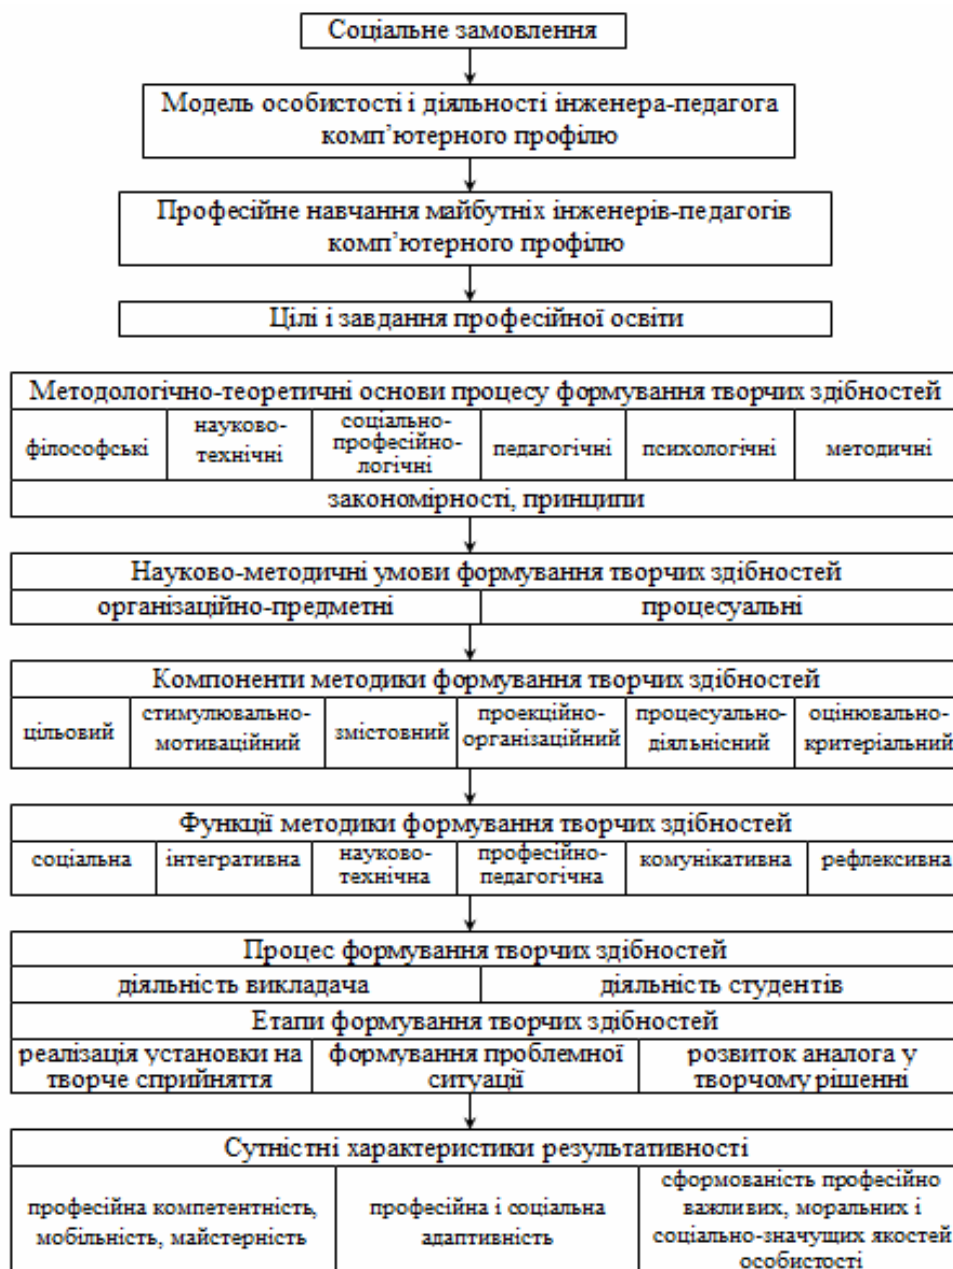 Соціальне замовлення
Модель особистості і діяльності інженера-педагога
комп’ютерного профілю
Професійне навчання майбутніх інженерів-педагогів
комп’ютерного профілю
Цілі і завдання професійної освіти
Методологічно-теоретичні основи процесу формування творчих здібностей
філософські
науково-
технічні
соціально-
професійно-
логічні
педагогічні
психологічні
методичні
закономірності, принципи
Науково-методичні умови формування творчих здібностей
організаційно-предметні
процесуальні
Компоненти методики формування творчих здібностей
цільовий
стимулювально-
мотиваційний
змістовний
проекційно-
організаційний
процесуально-
діяльнісний
оцінювально-
критеріальний
Функції методики формування творчих здібностей
соціальна
інтегративна
науково-
технічна
професійно-
педагогічна
комунікативна
рефлексивна
Процес формування творчих здібностей
діяльність викладача
діяльність студентів
Етапи формування творчих здібностей
реалізація установки на
творче сприйняття
формування проблемної
ситуації
розвиток аналога у
творчому рішенні
Сутністні характеристики результативності
професійна компетентність,
мобільність, майстерність
професійна і соціальна
адаптивність
сформованість професійно
важливих, моральних і
соціально-значущих якостей
особистості